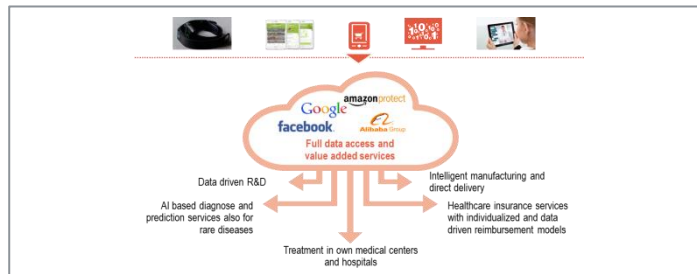 amazonprotect
Google
facebook.
Alibaba Group
Full data access and
value added services
Data driven R&D
Intelligent manufacturing and
direct delivery
AI based diagnose and
prediction services also for
rare diseases
Healthcare insurance services
with individualized and data
driven reimbursement models
Treatment in own medical centers
and hospitals